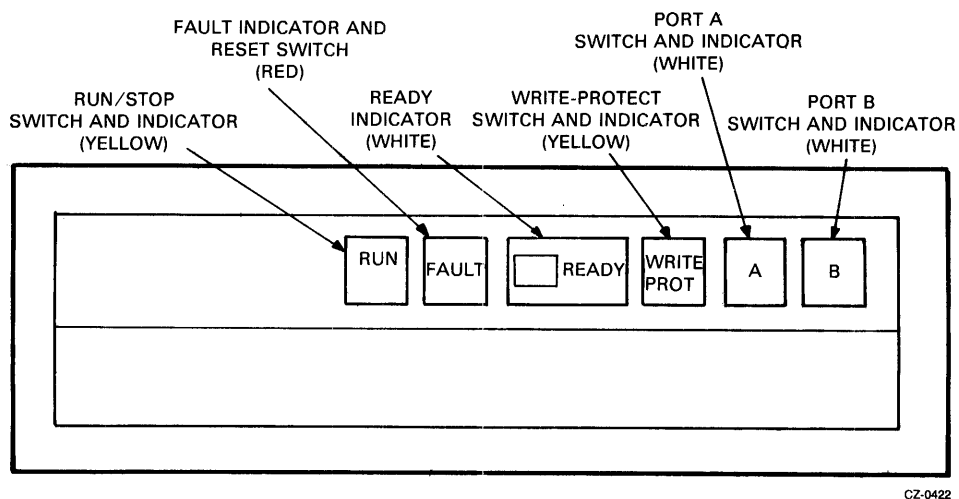 FAULT INDICATOR AND
RESET SWITCH
(RED)
PORT A
SWITCH AND INDICATOR
(WHITE)
RUN/STOP
SWITCH AND INDICATOR
(YELLOW)
READY
INDICATOR
(WHITE)
WRITE-PROTECT
SWITCH AND INDICATOR
(YELLOW)
PORT B
SWITCH AND INDICATOR
(WHITE)
RUN
FAULT
READY
WRITE
PROT
A
B
CZ-0422